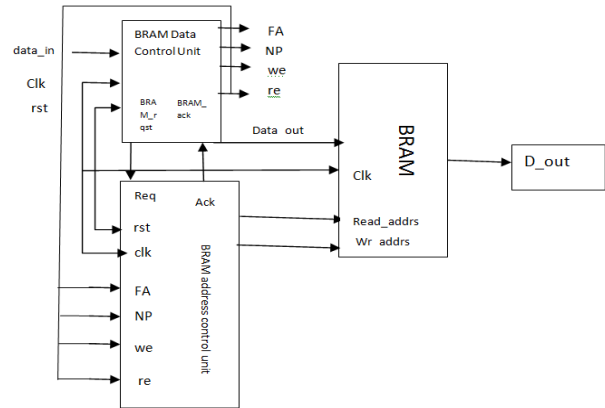 BRAM Data
Control Unit
FA
NP
we
re
data_in
Clk
rst
BRA
M_r
qst
BRAM_
ack
Data out
BRAM
Clk
Read_addrs
Wr addrs
D_out
Req
Ack
rst
clk
FA
NP
we
re
BRAM address control unit